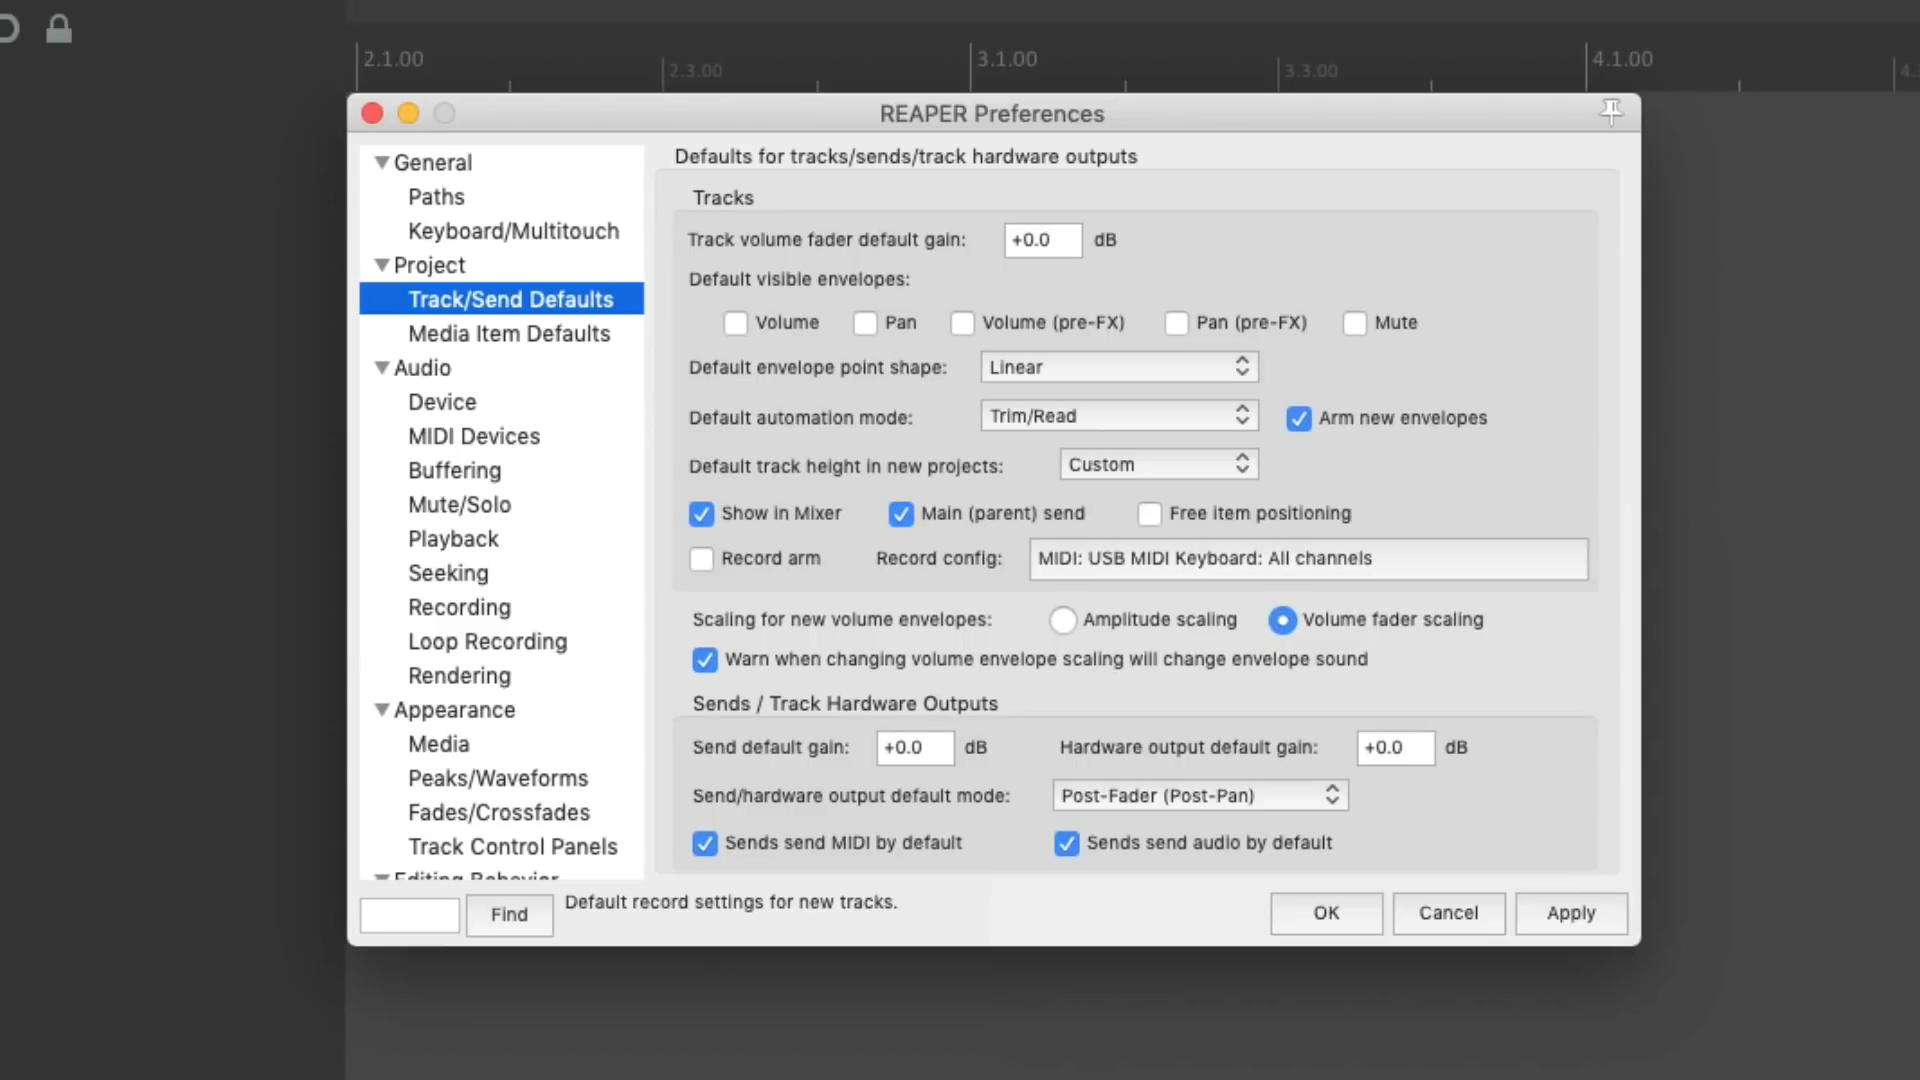 2.1.00
2.3.00
3.1.00
3.3.00
4.1.00
4.
REAPER Preferences
General
Paths
Keyboard/Multitouch
Project
Track/Send Defaults
Media Item Defaults
Audio
Device
MIDI Devices
Buffering
Mute/Solo
Playback
Seeking
Recording
Loop Recording
Rendering
Appearance
Media
Peaks/Waveforms
Fades/Crossfades
Track Control Panels
Editing Behavior
Find
Defaults for tracks/sends/track hardware outputs
Tracks
Track volume fader default gain: +0.0 dB
Default visible envelopes:
Volume Pan Volume (pre-FX) Pan (pre-FX) Mute
Default envelope point shape: Linear
Default automation mode: Trim/Read Arm new envelopes
Default track height in new projects: Custom
Show in Mixer Main (parent) send Free item positioning
Record arm Record config: MIDI: USB MIDI Keyboard: All channels
Scaling for new volume envelopes: Amplitude scaling Volume fader scaling
Warn when changing volume envelope scaling will change envelope sound
Sends / Track Hardware Outputs
Send default gain: +0.0 dB Hardware output default gain: +0.0 dB
Send/hardware output default mode: Post-Fader (Post-Pan)
Sends send MIDI by default Sends send audio by default
Default record settings for new tracks.
OK Cancel Apply